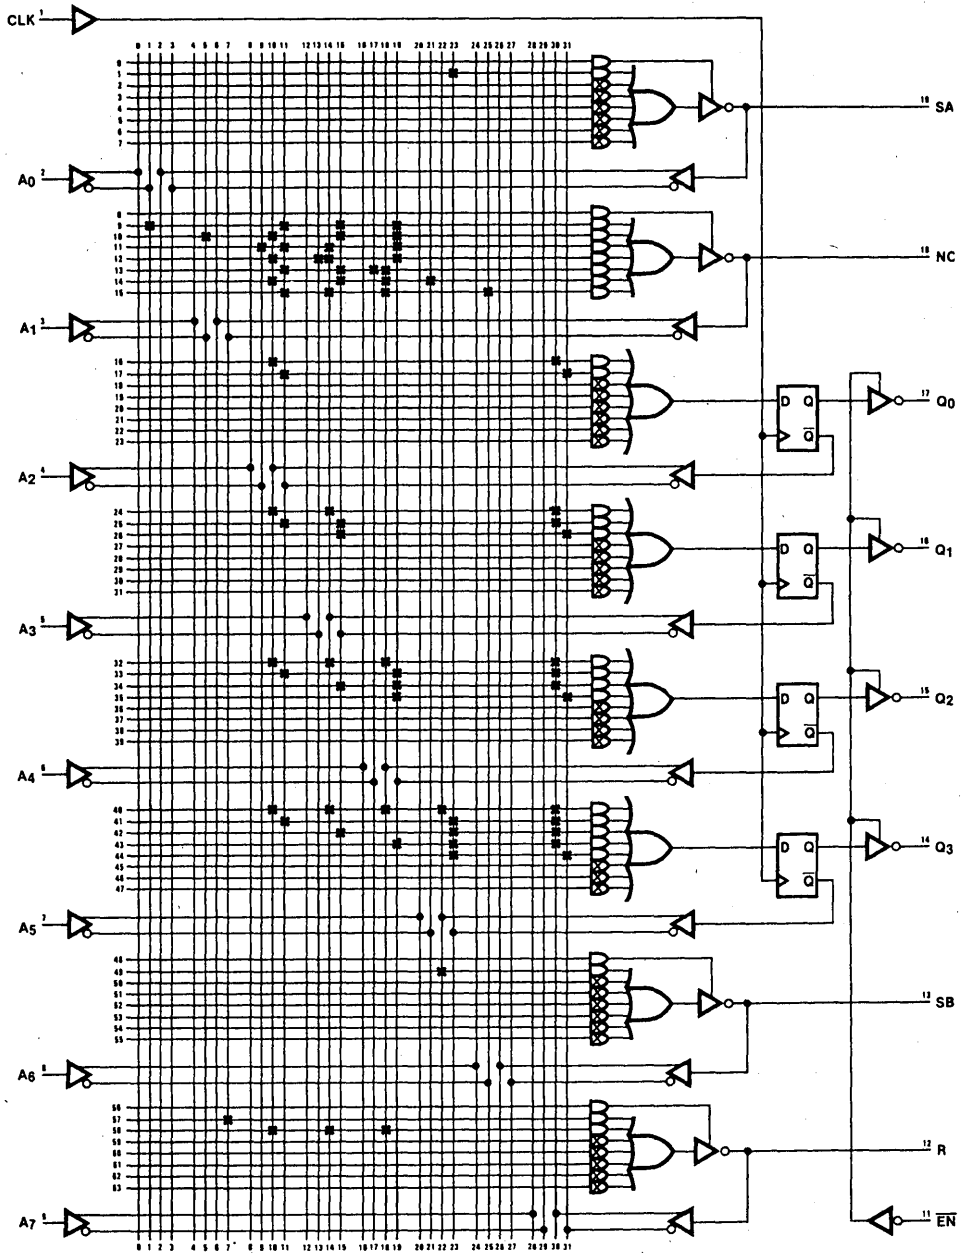 CLK 1
0 1 2 3 4 5 6 7 8 9 10 11 12 13 14 15 16 17 18 19 20 21 22 23 24 25 26 27 28 29 30 31
0
1
2
3
4
5
6
7
19 SA
A0 2
8
9
10
11
12
13
14
15
18 NC
A1 3
16
17
18
19
20
21
22
23
D Q
Q̅
17 Q0
A2 4
24
25
26
27
28
29
30
31
D Q
Q̅
16 Q1
A3 5
32
33
34
35
36
37
38
39
D Q
Q̅
15 Q2
A4 6
40
41
42
43
44
45
46
47
D Q
Q̅
14 Q3
A5 7
48
49
50
51
52
53
54
55
13 SB
A6 8
56
57
58
59
60
61
62
63
12 R
A7 9
11 E̅N̅
0 1 2 3 4 5 6 7 8 9 10 11 12 13 14 15 16 17 18 19 20 21 22 23 24 25 26 27 28 29 30 31